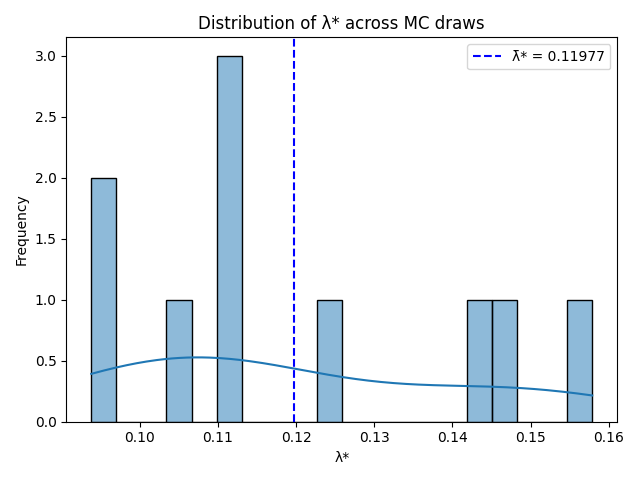 Distribution of λ* across MC draws
λ̄* = 0.11977
Frequency
3.0
2.5
2.0
1.5
1.0
0.5
0.0
0.10 0.11 0.12 0.13 0.14 0.15 0.16
λ*